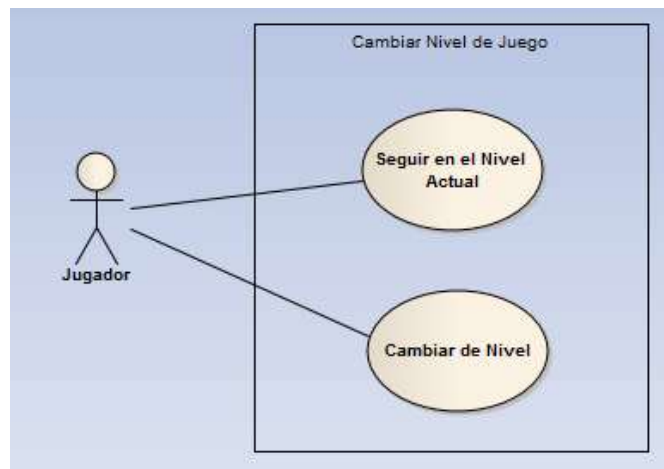 Cambiar Nivel de Juego
Seguir en el Nivel
Actual
Jugador
Cambiar de Nivel